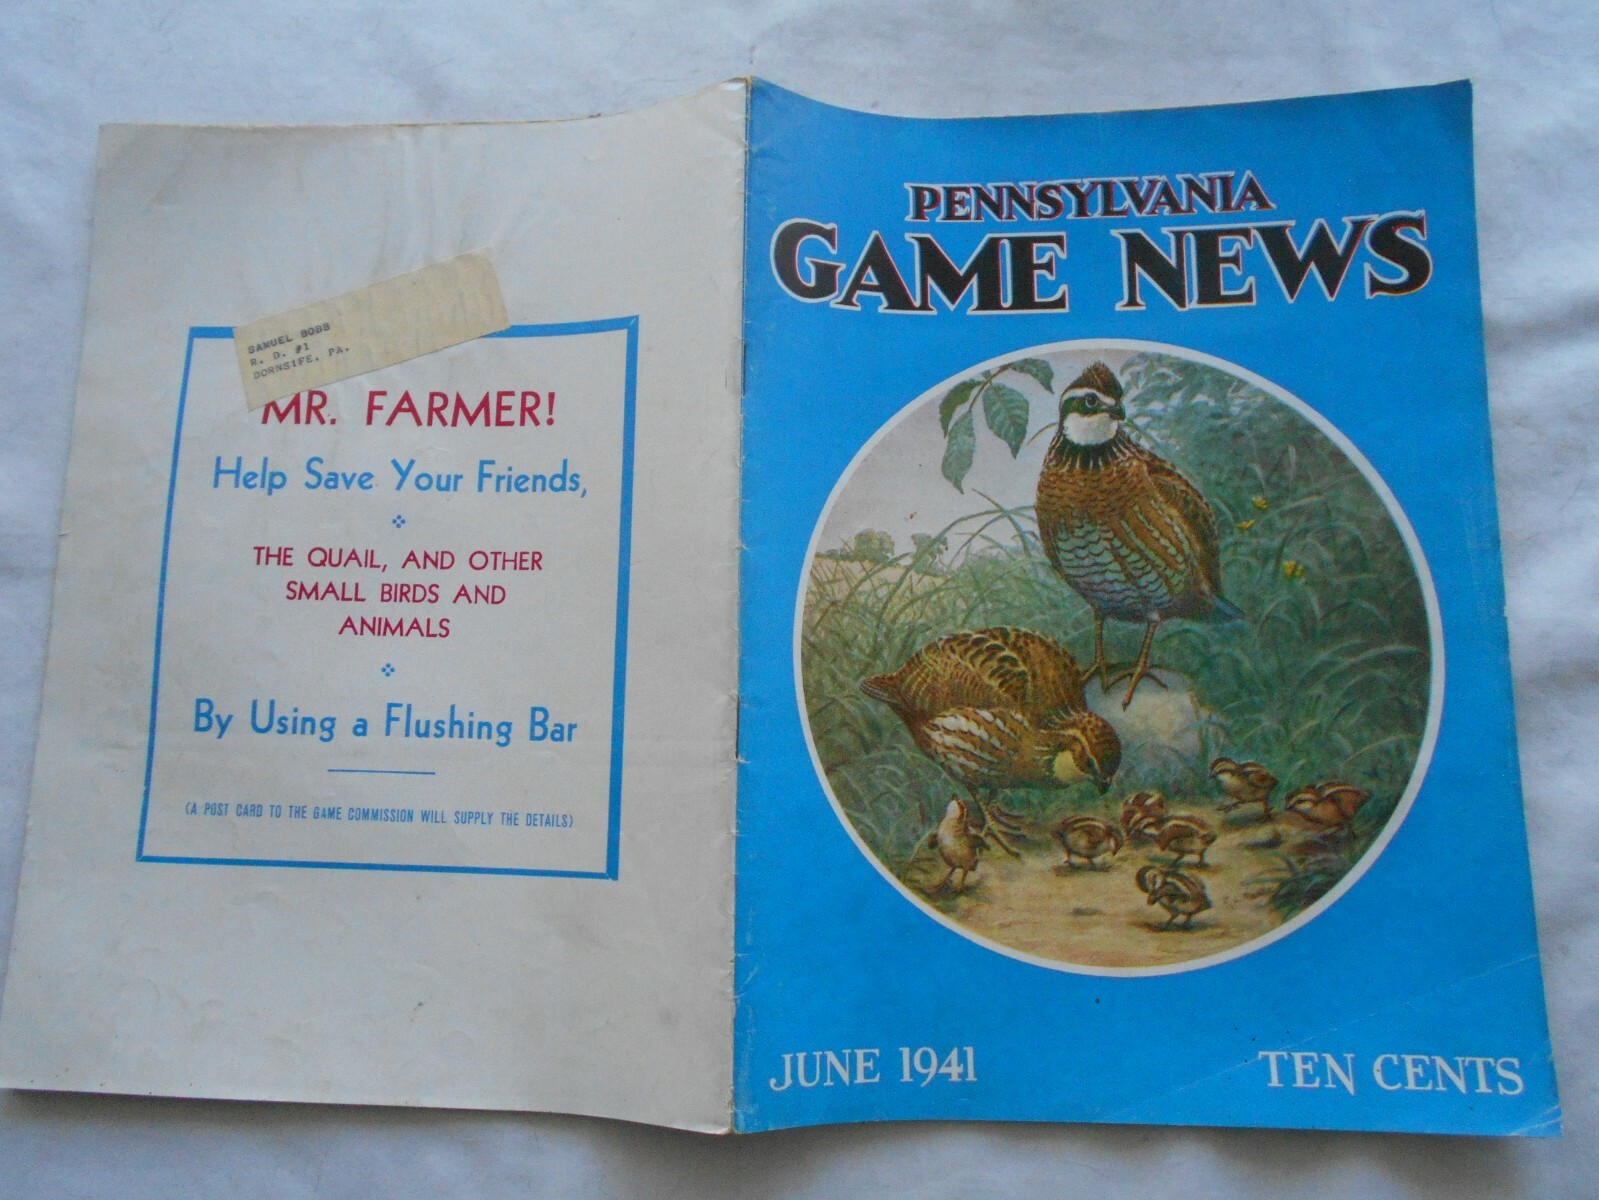 SAMUEL BOBB
R. D. #1
DORNSIFE, PA.
MR. FARMER!
Help Save Your Friends,
THE QUAIL, AND OTHER
SMALL BIRDS AND
ANIMALS
By Using a Flushing Bar
(A POST CARD TO THE GAME COMMISSION WILL SUPPLY THE DETAILS)
PENNSYLVANIA
GAME NEWS
JUNE 1941
TEN CENTS